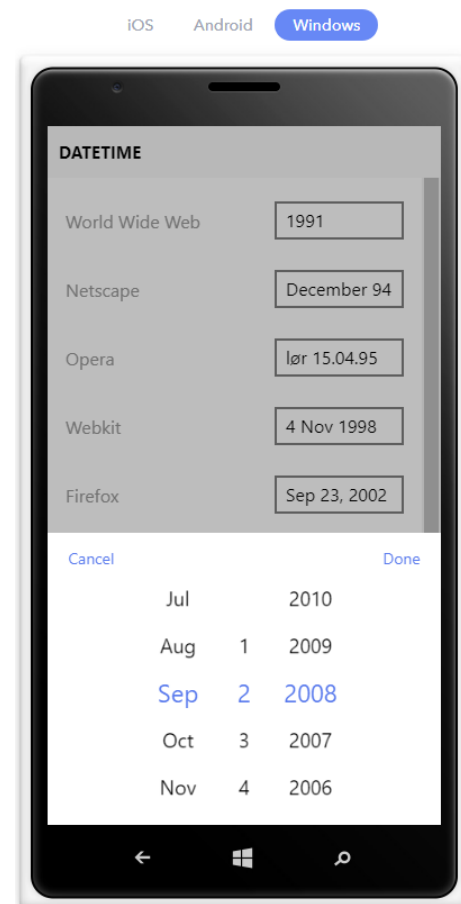 iOS Android Windows
DATETIME
World Wide Web 1991
Netscape December 94
Opera lør 15.04.95
Webkit 4 Nov 1998
Firefox Sep 23, 2002
Cancel Done
Jul 2010
Aug 1 2009
Sep 2 2008
Oct 3 2007
Nov 4 2006